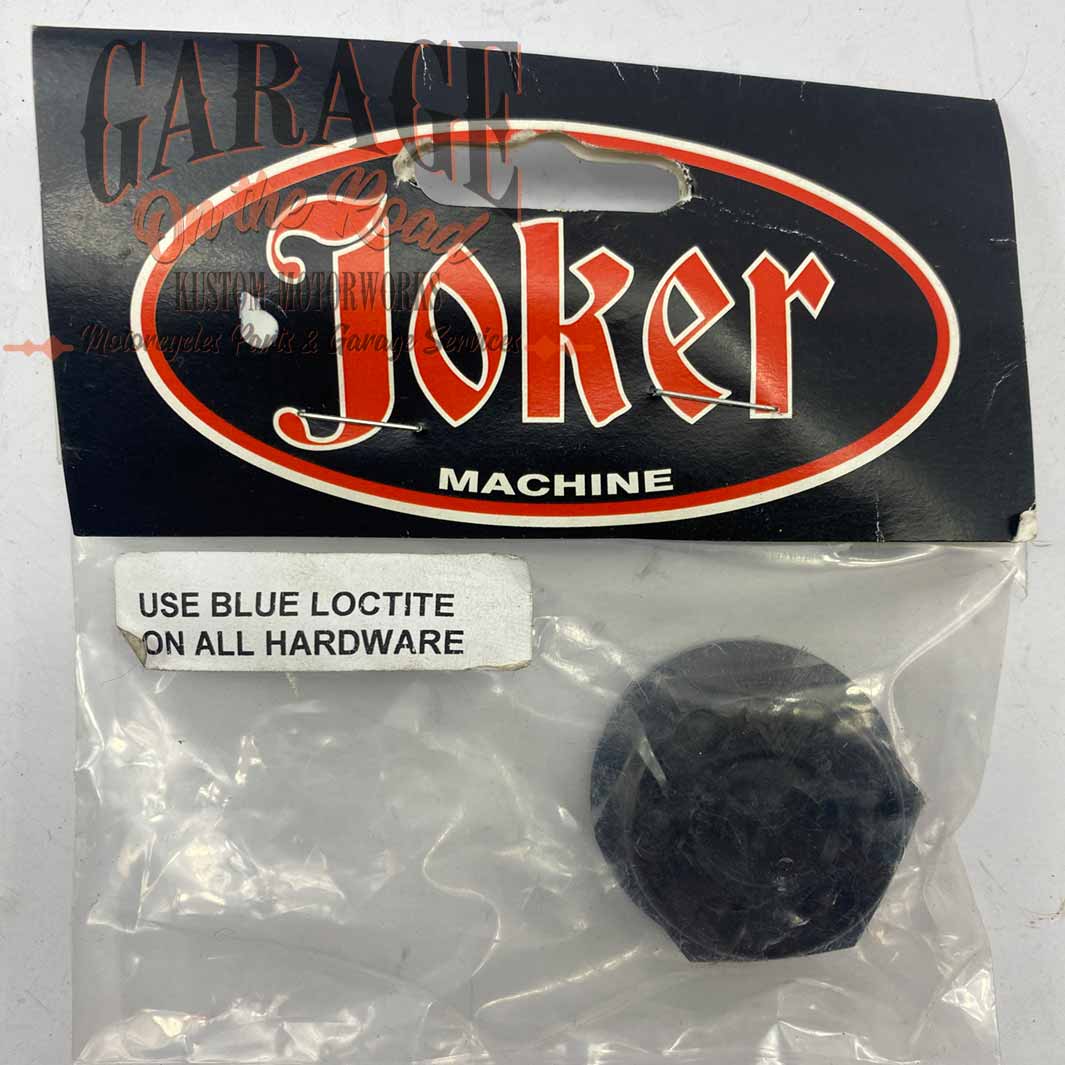 GARAGE
On the Road
KUSTOM MOTORWORKS
Motorcycles Parts & Garage Services
Joker
MACHINE
USE BLUE LOCTITE
ON ALL HARDWARE